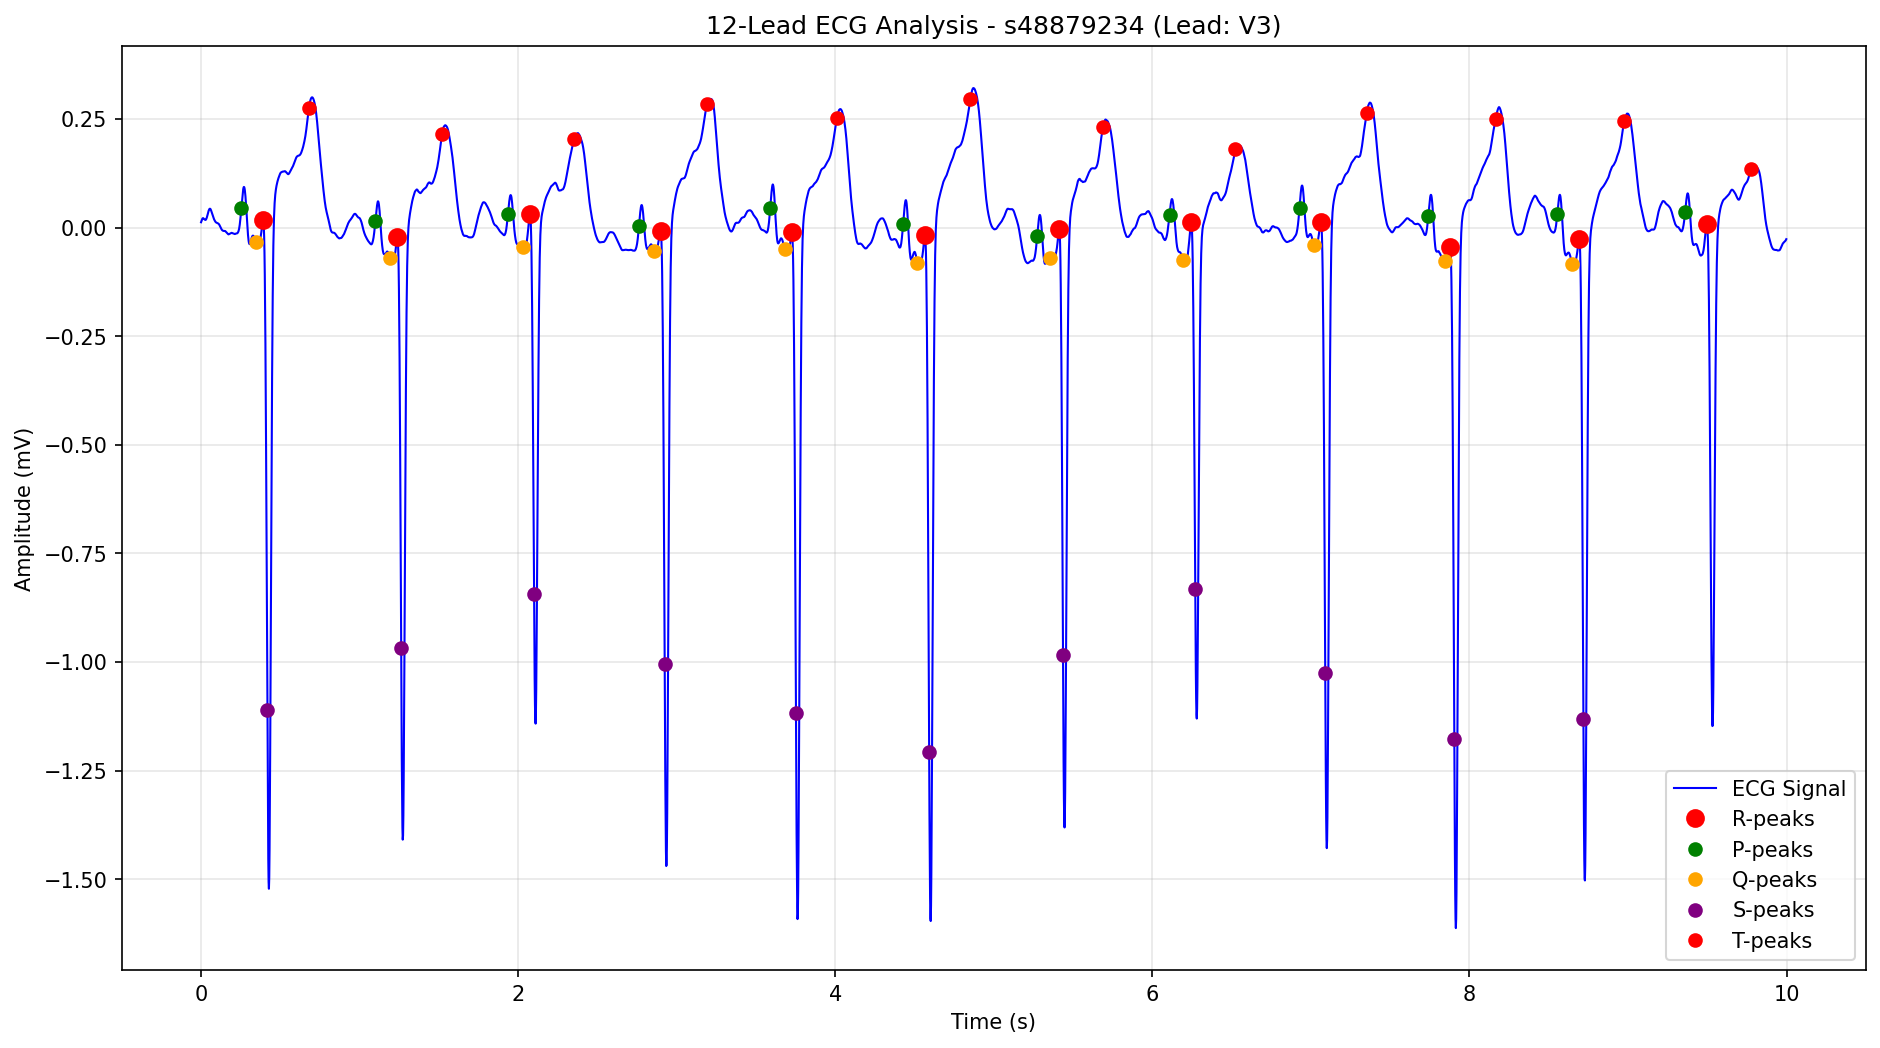 12-Lead ECG Analysis - s48879234 (Lead: V3)
Amplitude (mV)
0.25
0.00
−0.25
−0.50
−0.75
−1.00
−1.25
−1.50
ECG Signal
R-peaks
P-peaks
Q-peaks
S-peaks
T-peaks
0 2 4 6 8 10
Time (s)